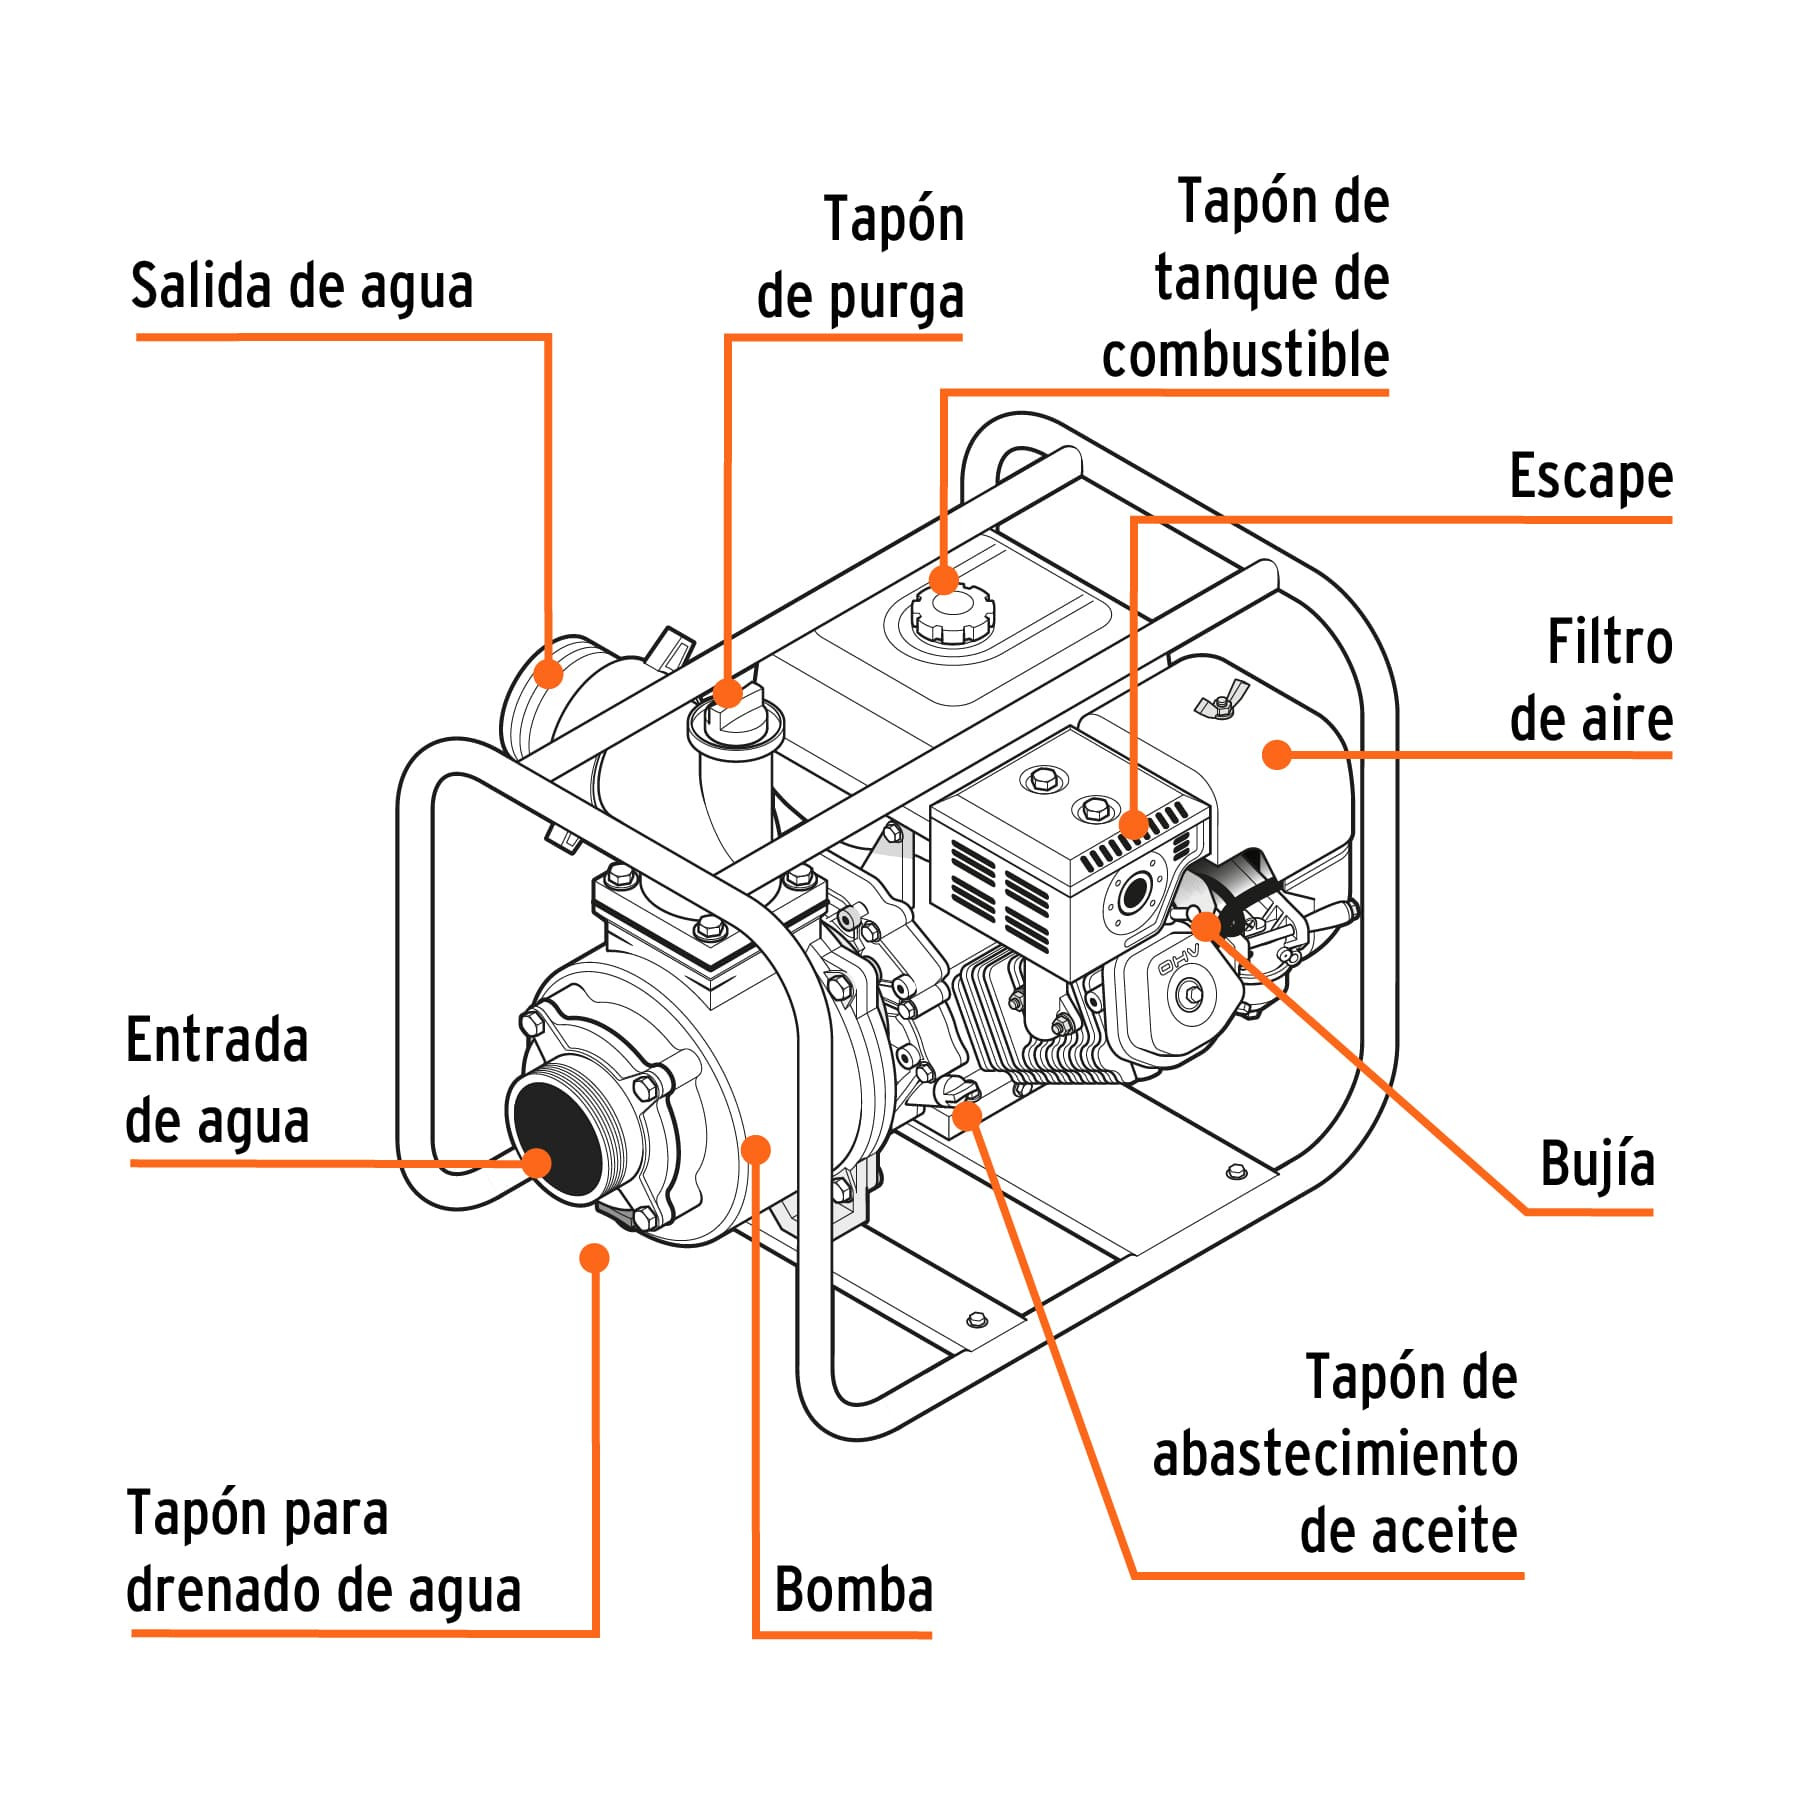 Salida de agua
Tapón
de purga
Tapón de
tanque de
combustible
Escape
Filtro
de aire
OHV
Entrada
de agua
Bujía
Tapón de
abastecimiento
de aceite
Tapón para
drenado de agua
Bomba